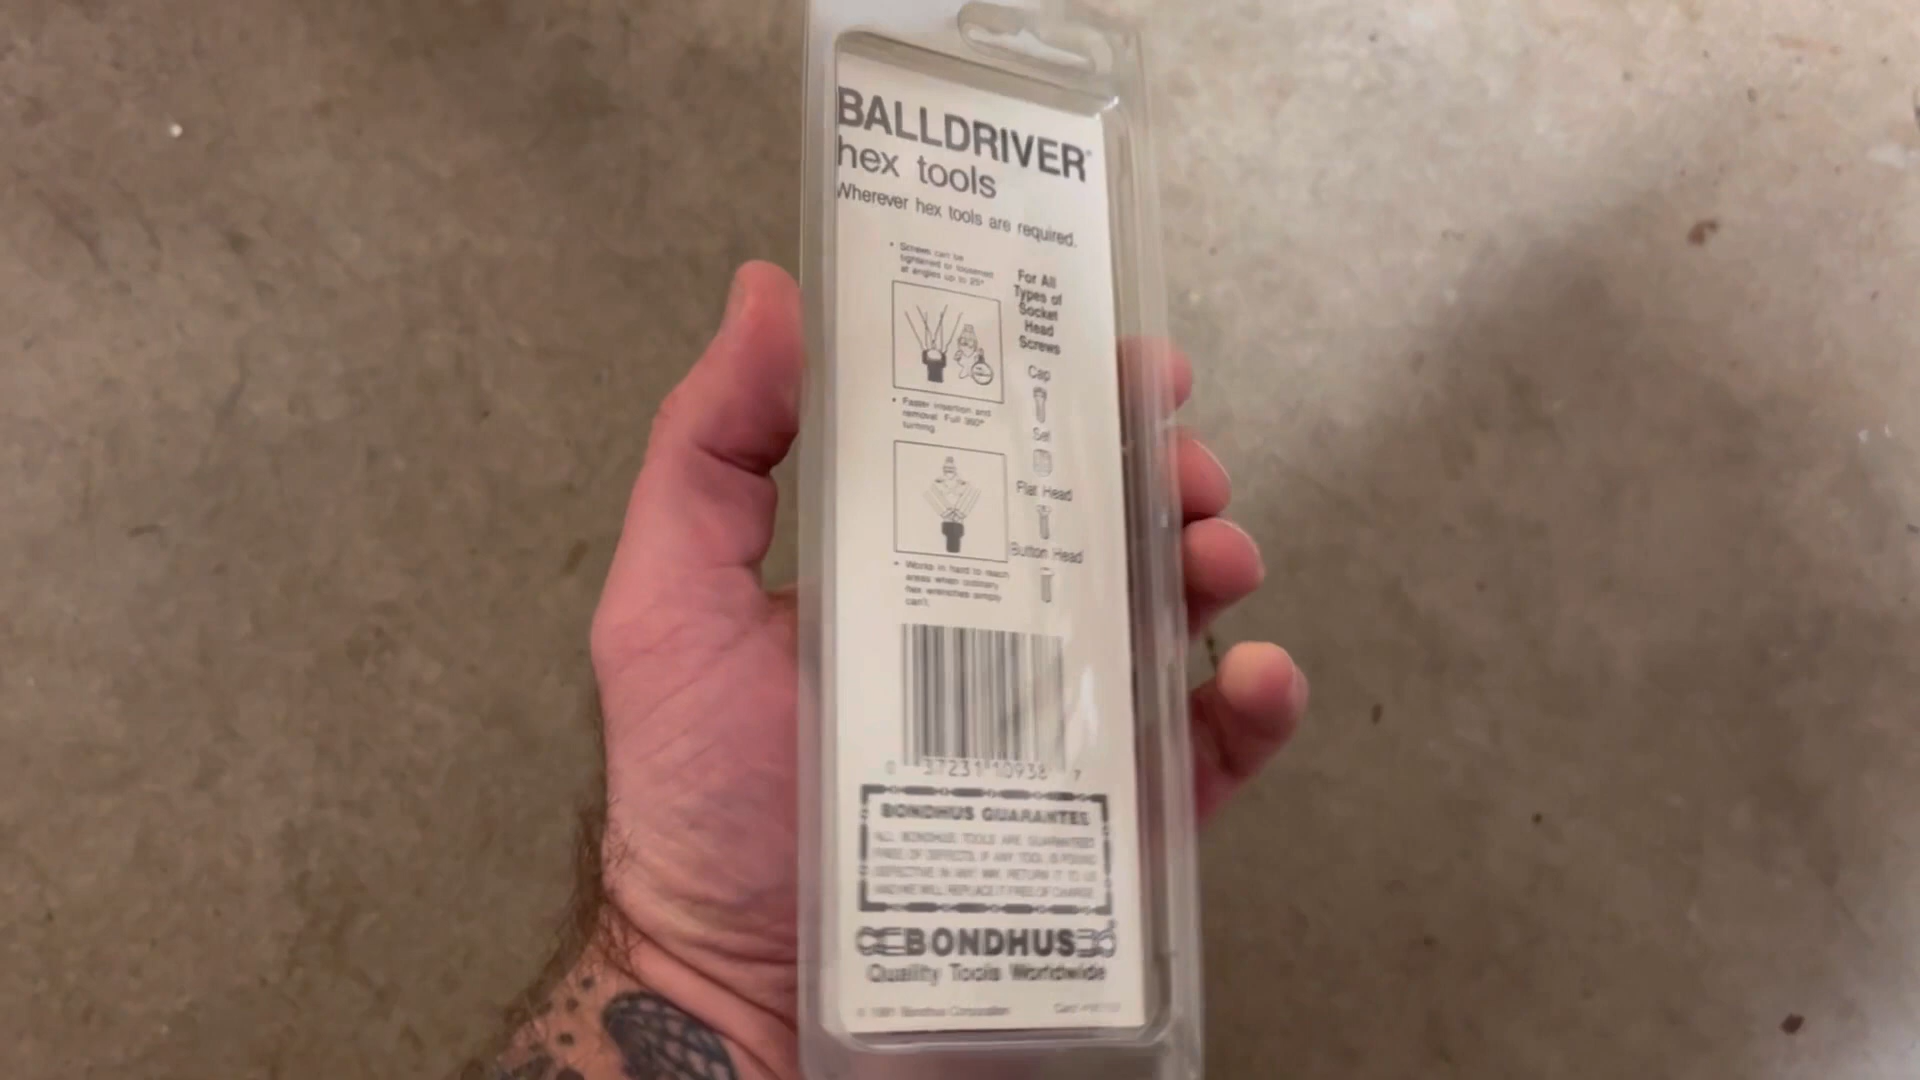 BALLDRIVER®
hex tools
Wherever hex tools are required.
• Screws can be
tightened or loosened
at angles up to 25°
• Faster insertion and
removal. Full 360°
turning
• Works in hard to reach
areas when ordinary
hex wrenches simply
can't.
For All
Types of
Socket
Head
Screws
Cap
Set
Flat Head
Button Head
0 37231 10938 7
BONDHUS GUARANTEE
ALL BONDHUS TOOLS ARE GUARANTEED
FREE OF DEFECTS. IF ANY TOOL IS FOUND
DEFECTIVE IN ANY WAY, RETURN IT TO US
AND WE WILL REPLACE IT FREE OF CHARGE.
BONDHUS
Quality Tools Worldwide
Bondhus Corporation